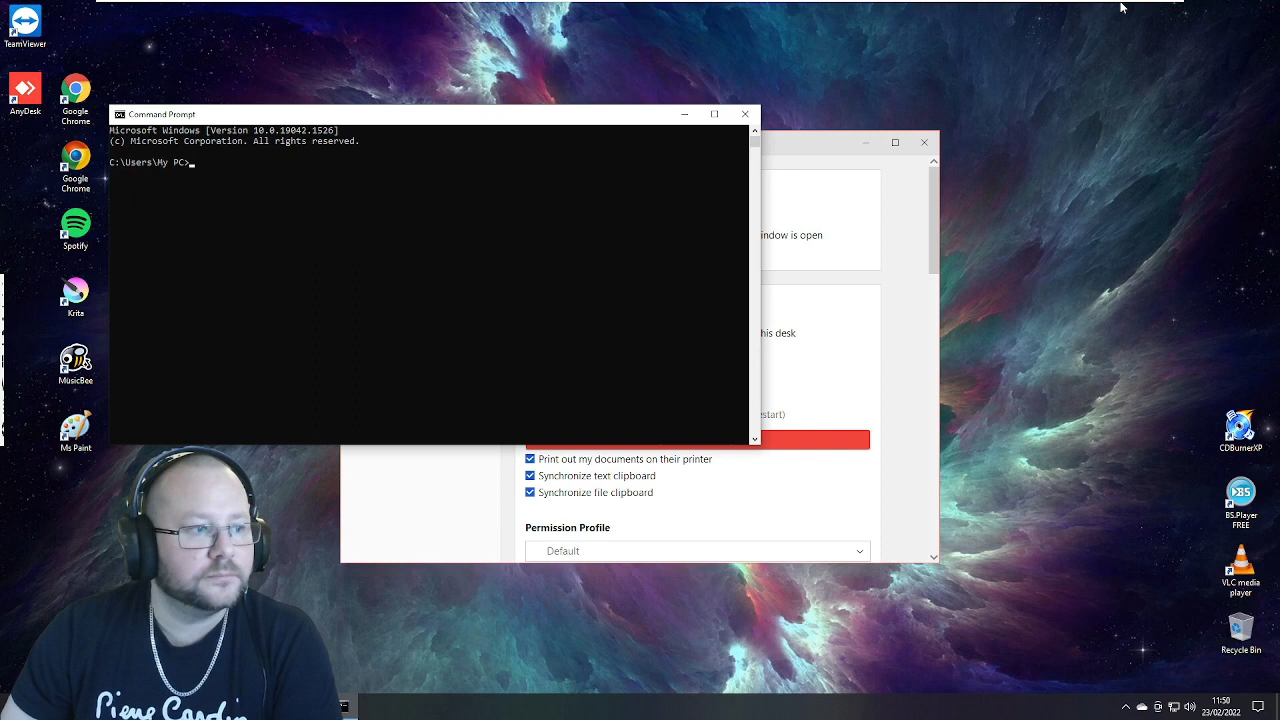 TeamViewer
AnyDesk
Google
Chrome
Google
Chrome
Spotify
Krita
MusicBee
Ms Paint
Command Prompt
Microsoft Windows [Version 10.0.19042.1526]
(c) Microsoft Corporation. All rights reserved.
C:\Users\My PC>
indow is open
his desk
estart)
Print out my documents on their printer
Synchronize text clipboard
Synchronize file clipboard
Permission Profile
Default
CDBurnerXP
BS.Player
FREE
VLC media
player
Recycle Bin
Pierre Cardin
11:50
23/02/2022